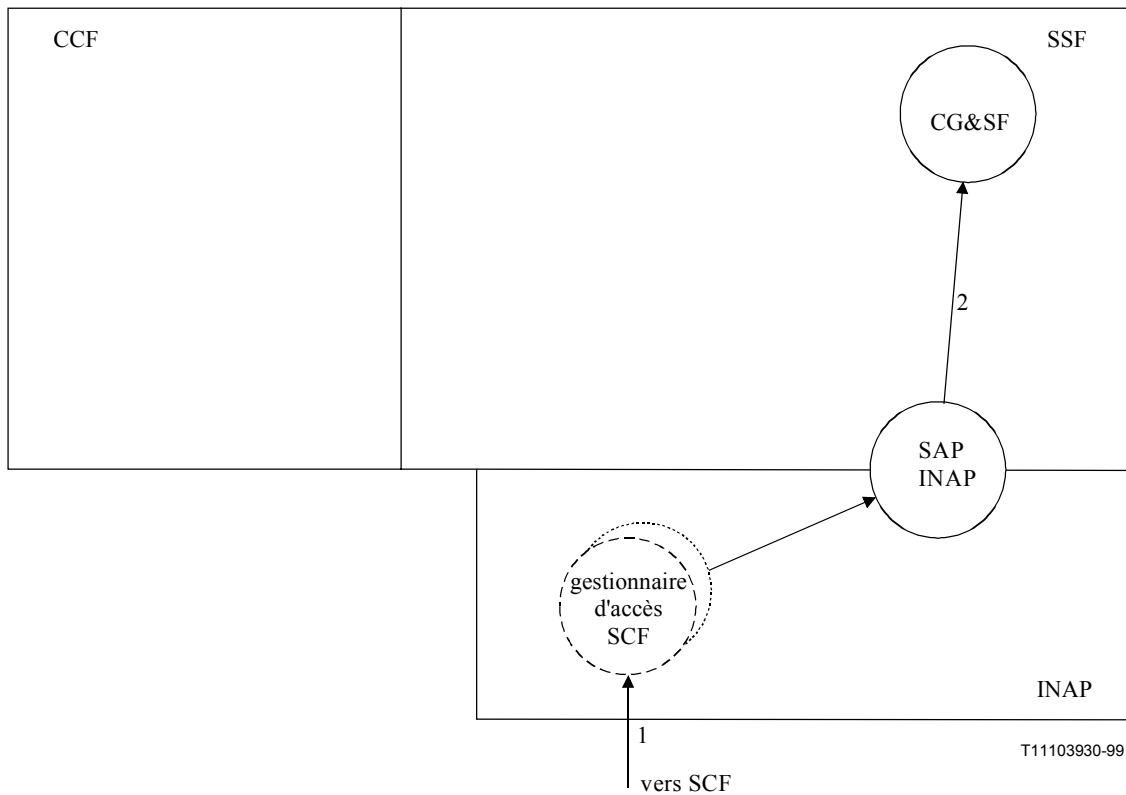 CCF
SSF
CG&SF
2
SAP
INAP
gestionnaire
d'accès
SCF
INAP
1
T11103930-99
vers SCF